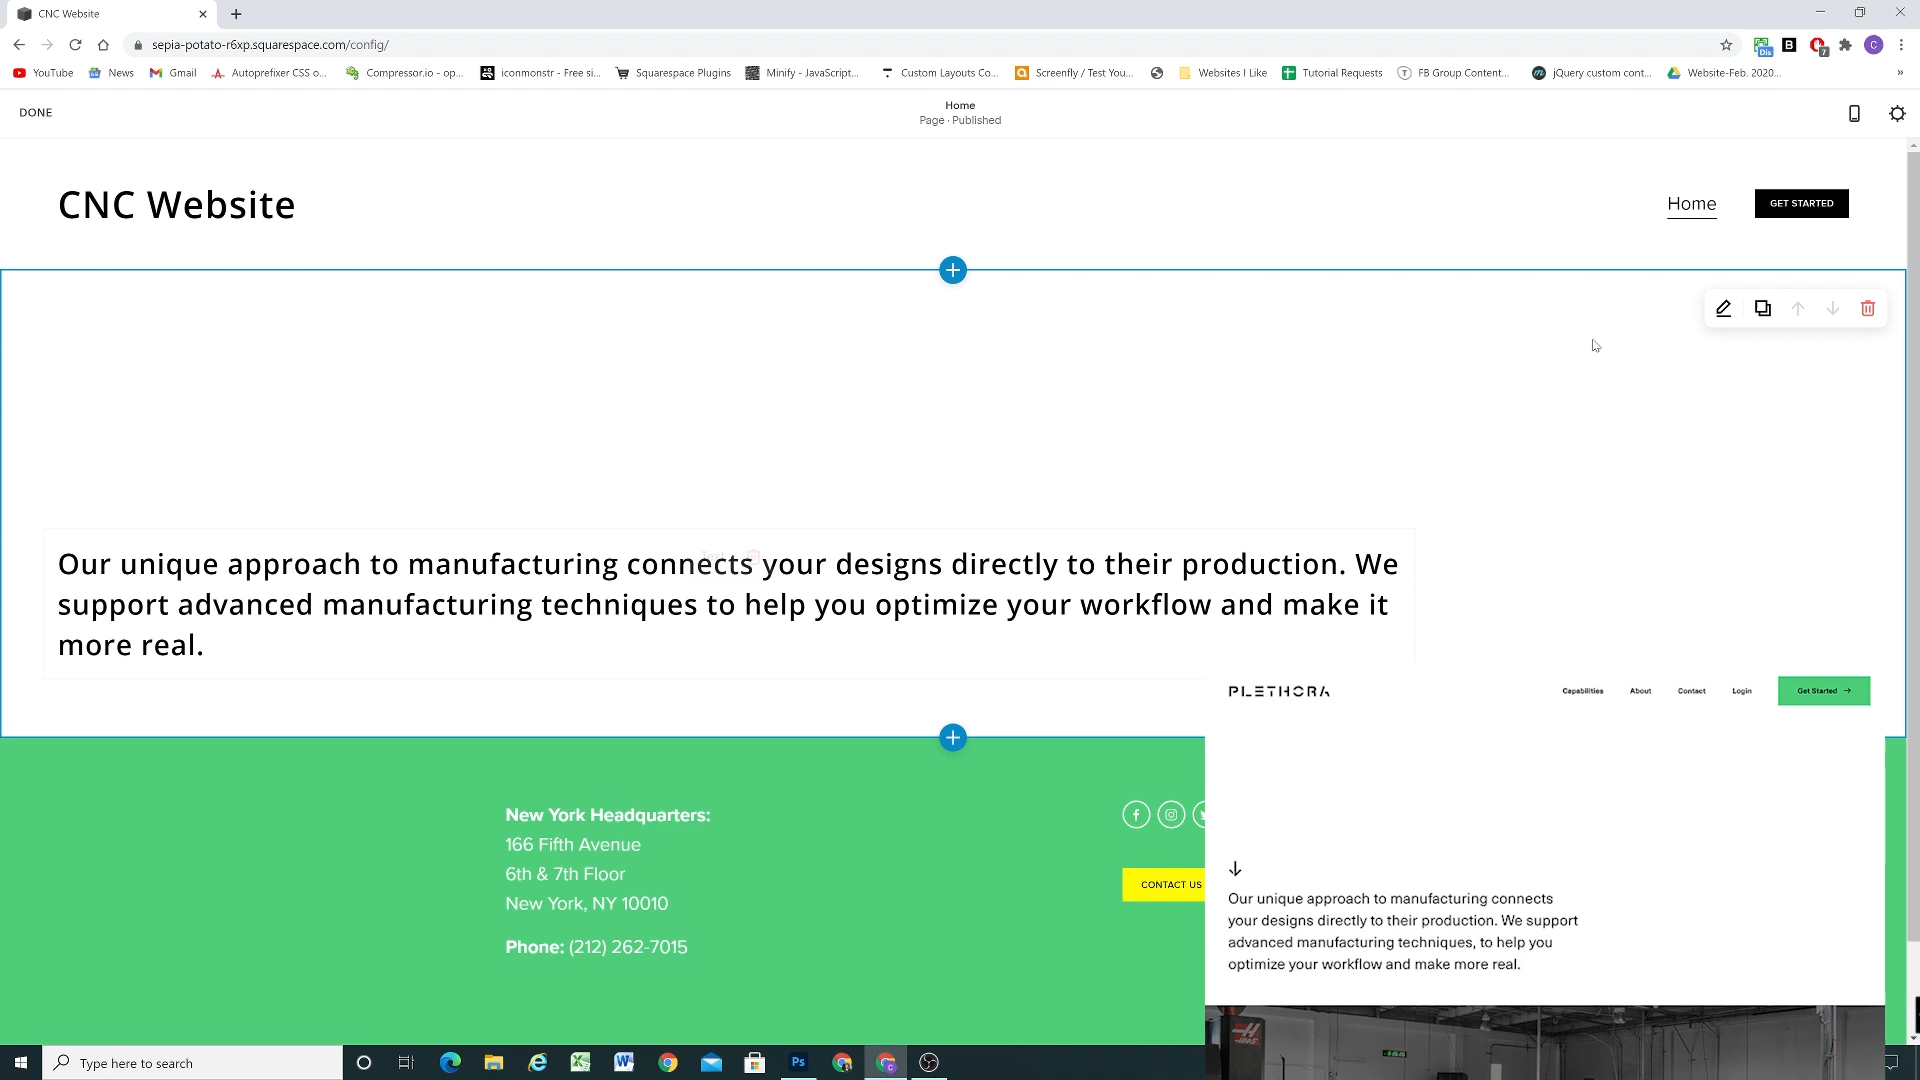 CNC Website
sepia-potato-r6xp.squarespace.com/config/
Dis
B
7
C
YouTube
News
Gmail
Autoprefixer CSS o...
Compressor.io - op...
iconmonstr - Free si...
Squarespace Plugins
Minify - JavaScript...
Custom Layouts Co...
Screenfly / Test You...
Websites I Like
Tutorial Requests
FB Group Content...
jQuery custom cont...
Website-Feb. 2020...
»
DONE
Home
Page · Published
CNC Website
Home
GET STARTED
Text
Our unique approach to manufacturing connects your designs directly to their production. We
support advanced manufacturing techniques to help you optimize your workflow and make it
more real.
New York Headquarters:
166 Fifth Avenue
6th & 7th Floor
New York, NY 10010
Phone: (212) 262-7015
CONTACT US
PLETHORA
Capabilities
About
Contact
Login
Get Started →
Our unique approach to manufacturing connects
your designs directly to their production. We support
advanced manufacturing techniques, to help you
optimize your workflow and make more real.
HAAS
Type here to search
Ps